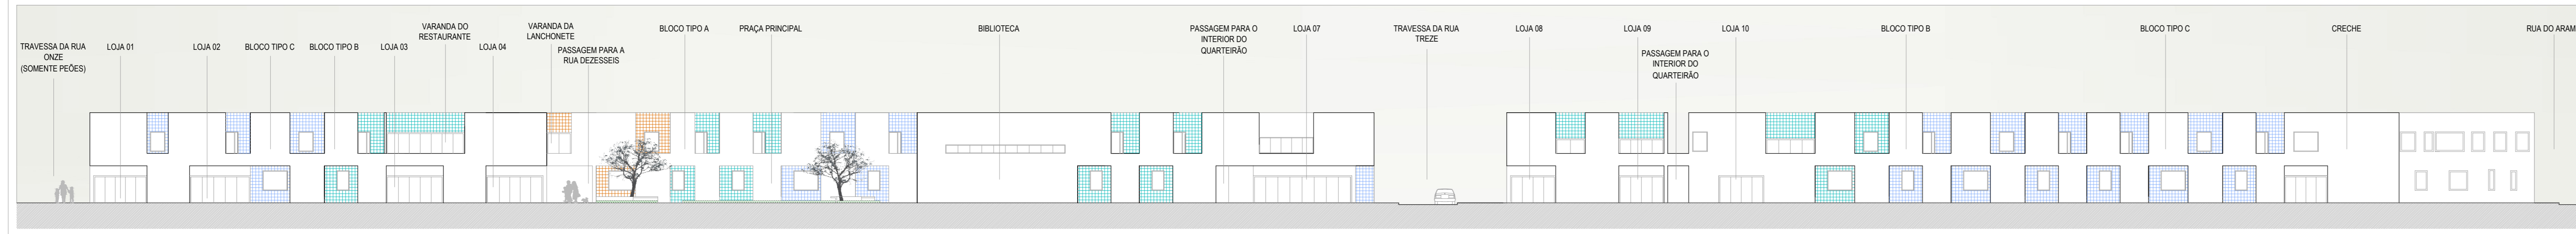 TRAVESSA DA RUA
ONZE
(SOMENTE PEÕES)
LOJA 01
LOJA 02
BLOCO TIPO C
BLOCO TIPO B
LOJA 03
VARANDA DO
RESTAURANTE
LOJA 04
VARANDA DA
LANCHONETE
PASSAGEM PARA A
RUA DEZESSEIS
BLOCO TIPO A
PRAÇA PRINCIPAL
BIBLIOTECA
PASSAGEM PARA O
INTERIOR DO
QUARTEIRÃO
LOJA 07
TRAVESSA DA RUA
TREZE
LOJA 08
LOJA 09
PASSAGEM PARA O
INTERIOR DO
QUARTEIRÃO
LOJA 10
BLOCO TIPO B
BLOCO TIPO C
CRECHE
RUA DO ARAM